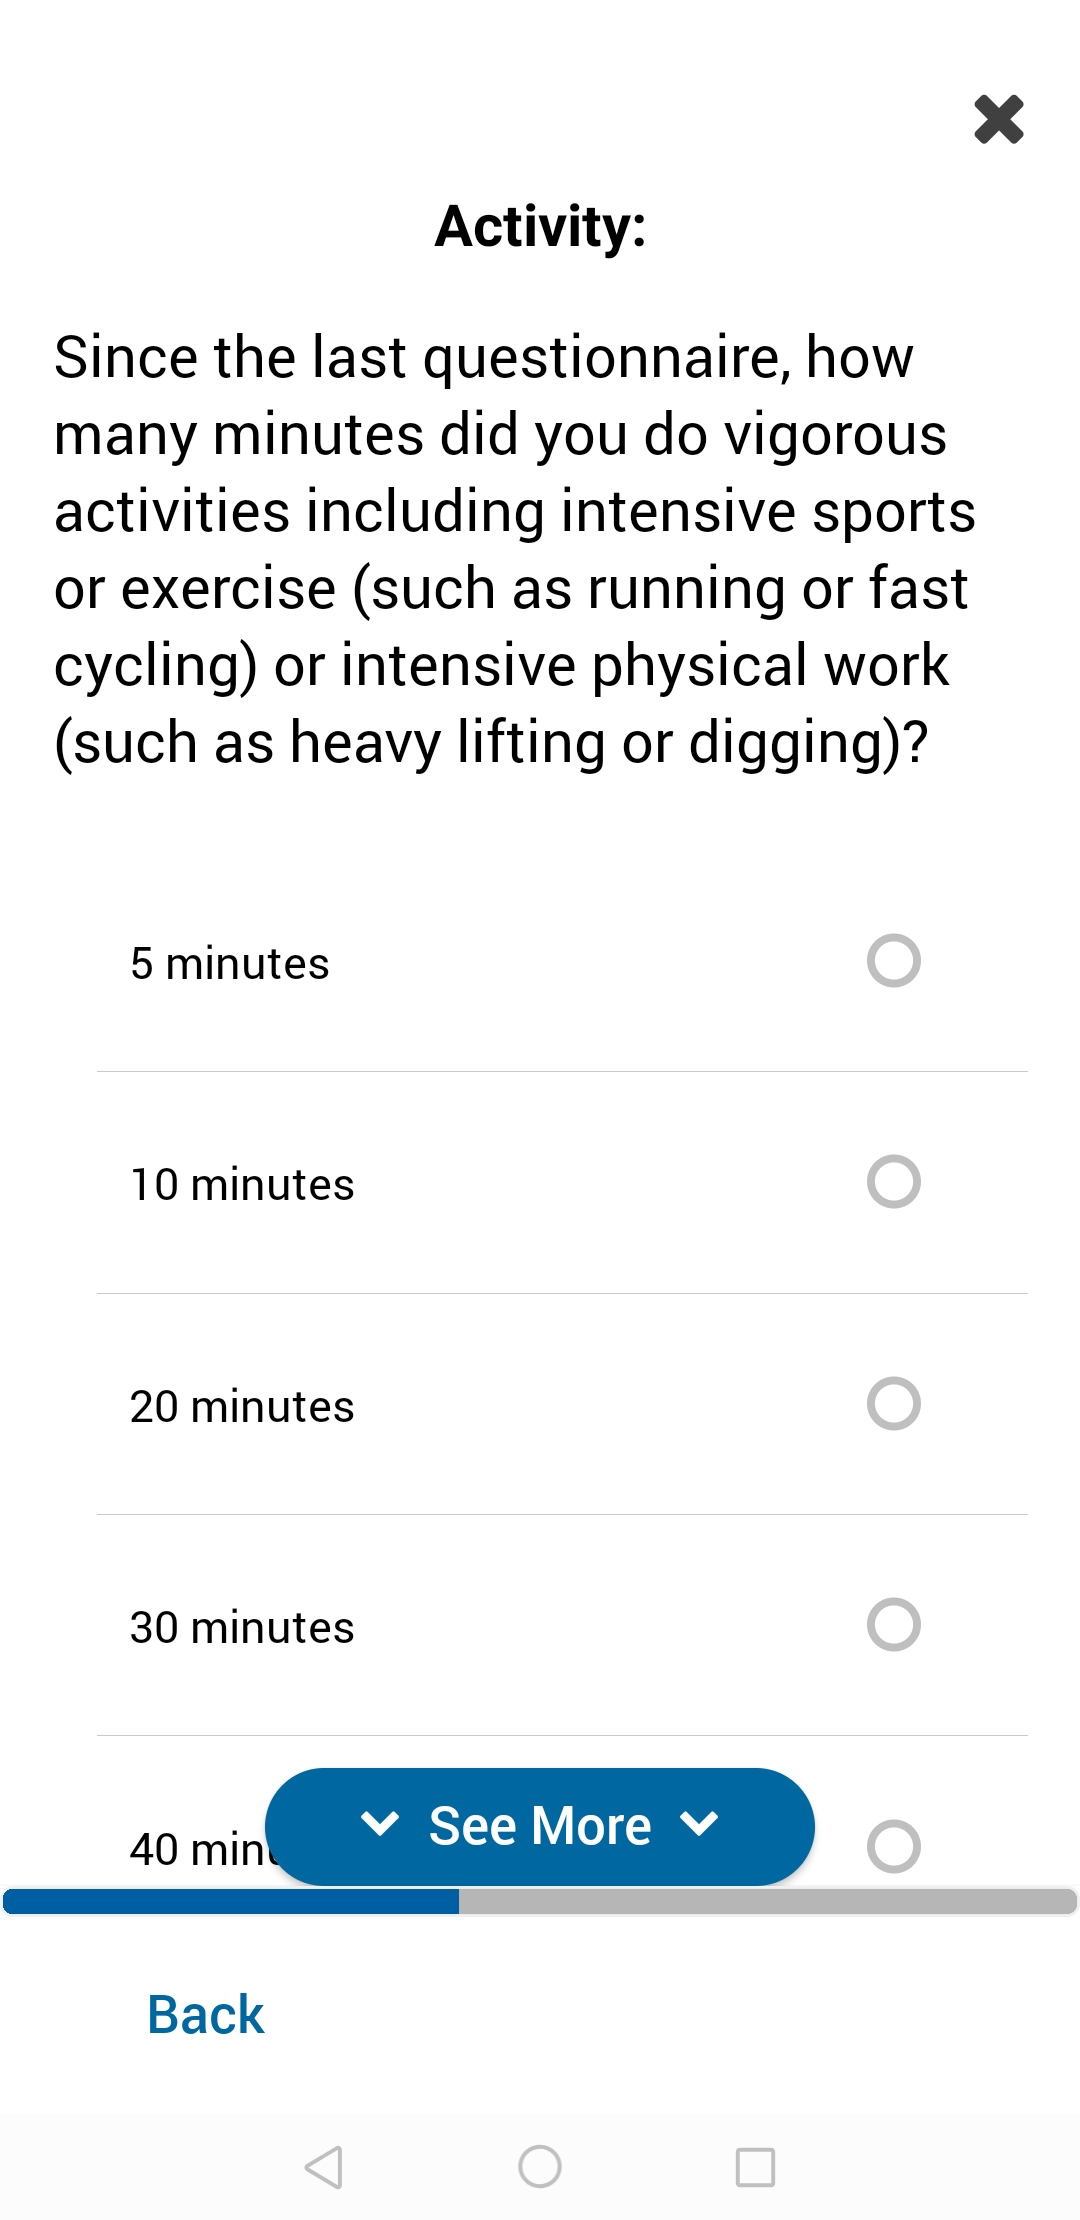 Activity:
Since the last questionnaire, how
many minutes did you do vigorous
activities including intensive sports
or exercise (such as running or fast
cycling) or intensive physical work
(such as heavy lifting or digging)?
5 minutes
10 minutes
20 minutes
30 minutes
40
See More
Back